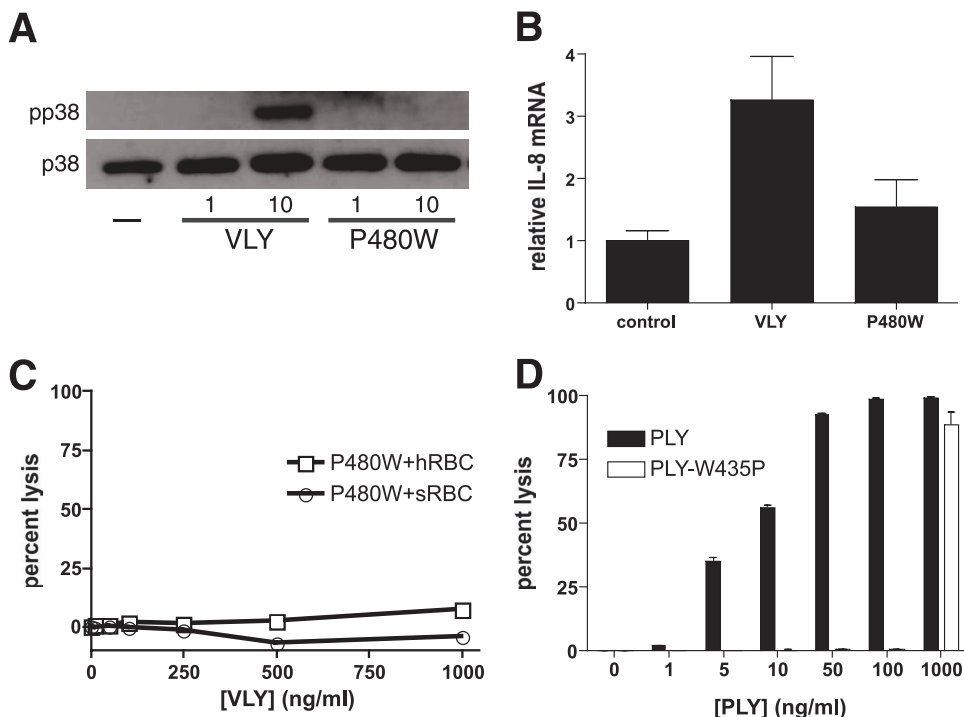 A
pp38
p38
— 1 10 1 10
VLY P480W
B
relative IL-8 mRNA
4
3
2
1
0
control VLY P480W
C
percent lysis
100
75
50
25
0
P480W+hRBC
P480W+sRBC
0 250 500 750 1000
[VLY] (ng/ml)
D
percent lysis
100
75
50
25
0
PLY
PLY-W435P
0 1 5 10 50 100 1000
[PLY] (ng/ml)